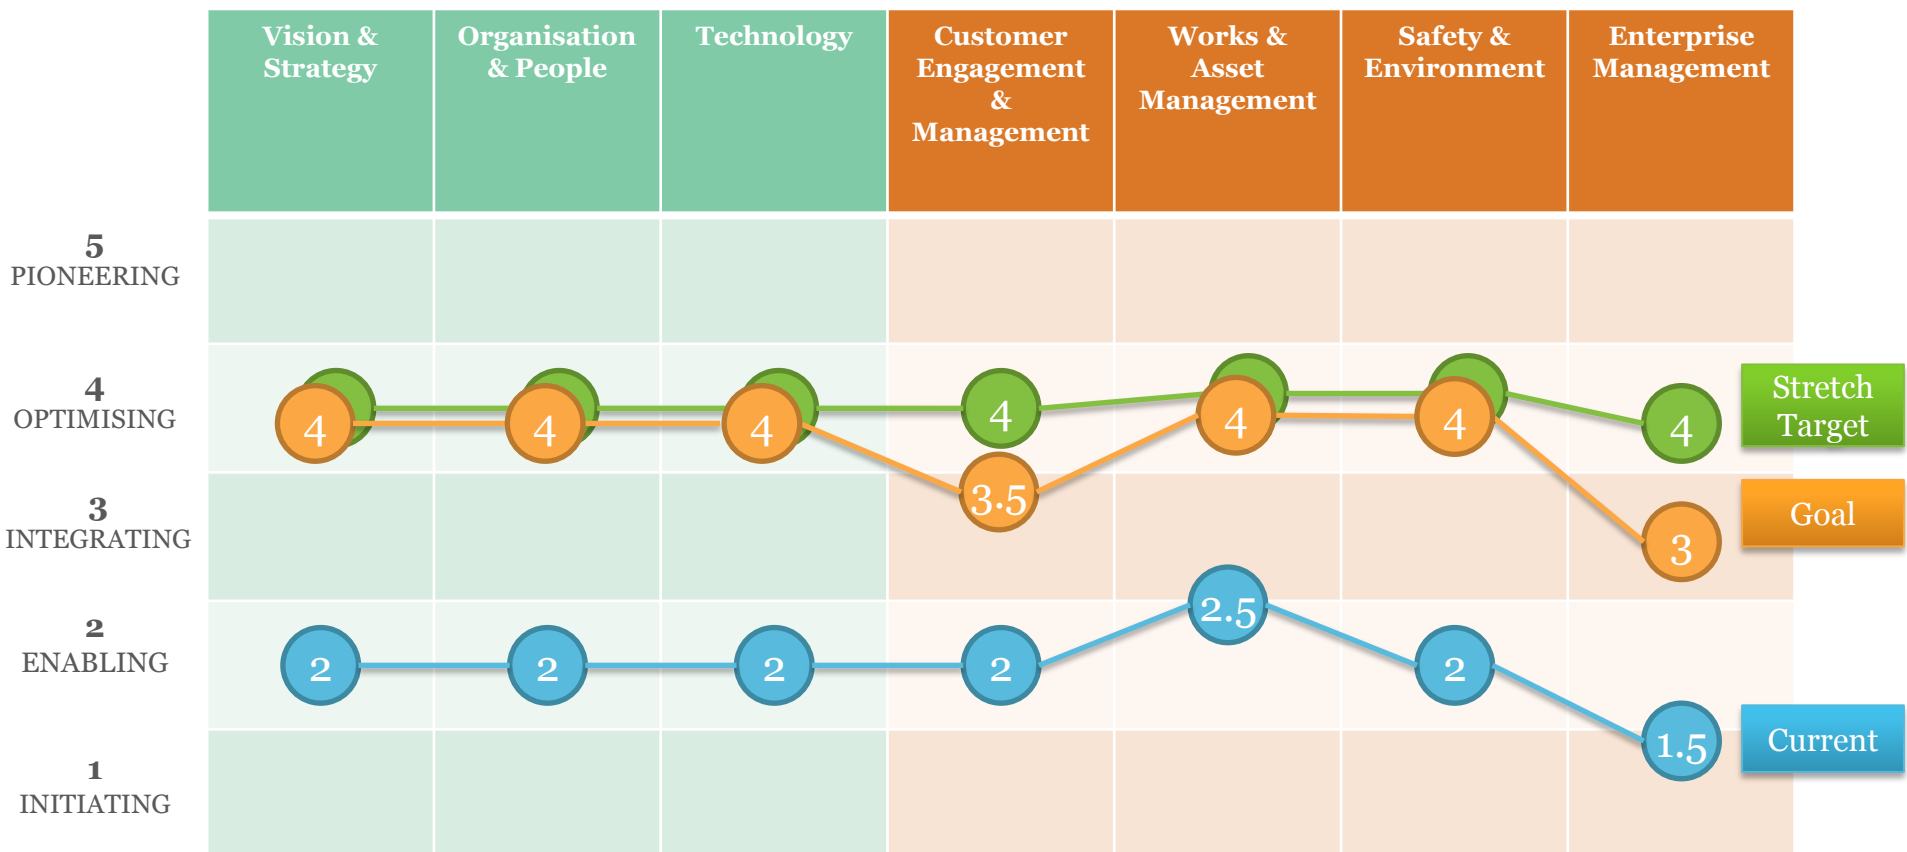 Vision &
Strategy
Organisation
& People
Technology
Customer
Engagement
&
Management
Works &
Asset
Management
Safety &
Environment
Enterprise
Management
5
PIONEERING
4
OPTIMISING
4
4
4
4
3.5
4
4
4
Stretch
Target
3
INTEGRATING
3
Goal
2
ENABLING
2
2
2
2
2.5
2
1.5
Current
1
INITIATING